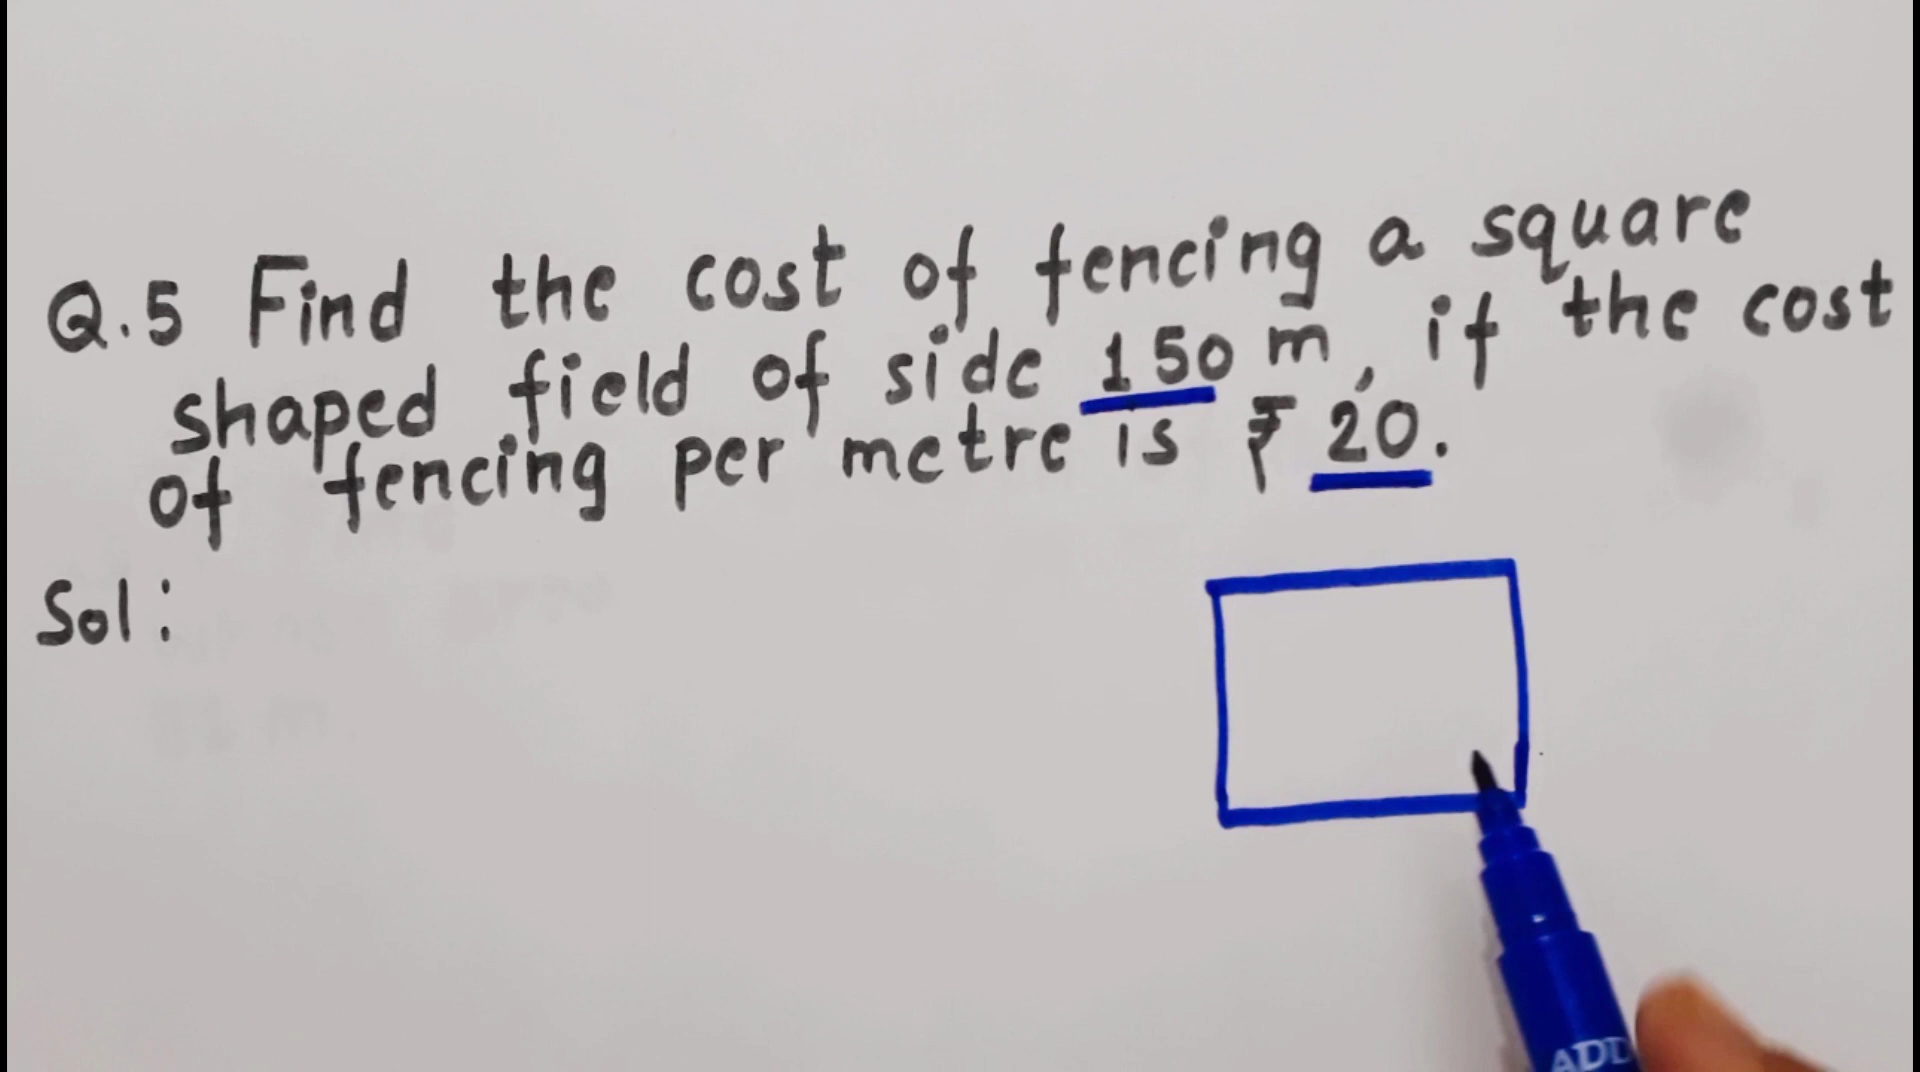 Q.5 Find the cost of fencing a square
shaped field of side 150 m, if the cost
of fencing per metre is ₹ 20.
Sol:
ADD